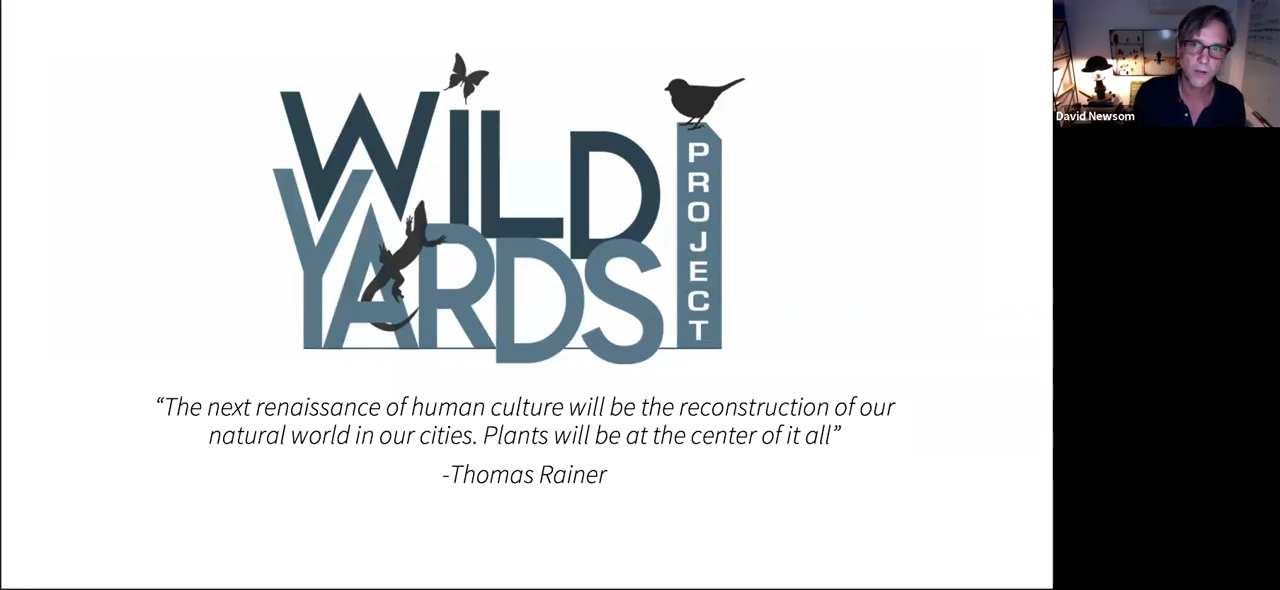 WiLD
YARDS
PROJECT
“The next renaissance of human culture will be the reconstruction of our
natural world in our cities. Plants will be at the center of it all”
-Thomas Rainer
David Newsom